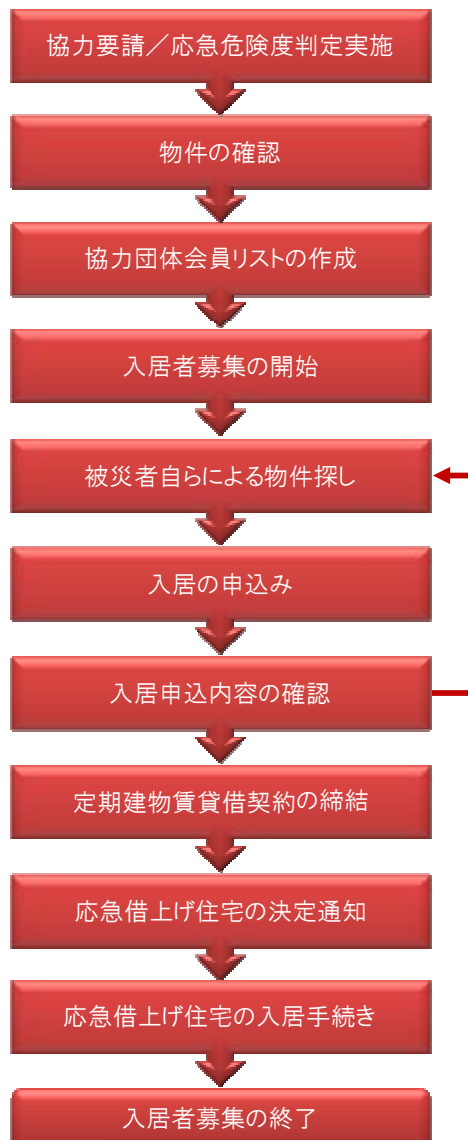 協力要請／応急危険度判定実施
物件の確認
協力団体会員リストの作成
入居者募集の開始
被災者自らによる物件探し
入居の申込み
入居申込内容の確認
定期建物賃貸借契約の締結
応急借上げ住宅の決定通知
応急借上げ住宅の入居手続き
入居者募集の終了